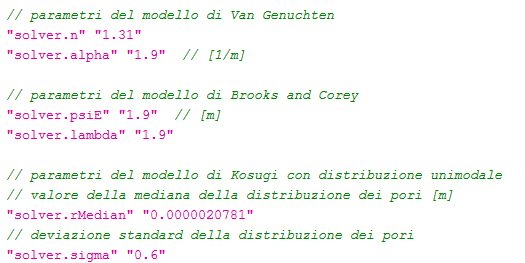 // parametri del modello di Van Genuchten
"solver.n" "1.31"
"solver.alpha" "1.9"  // [1/m]
// parametri del modello di Brooks and Corey
"solver.psiE" "1.9"  // [m]
"solver.lambda" "1.9"
// parametri del modello di Kosugi con distribuzione unimodale
// valore della mediana della distribuzione dei pori [m]
"solver.rMedian" "0.0000020781"
// deviazione standard della distribuzione dei pori
"solver.sigma" "0.6"